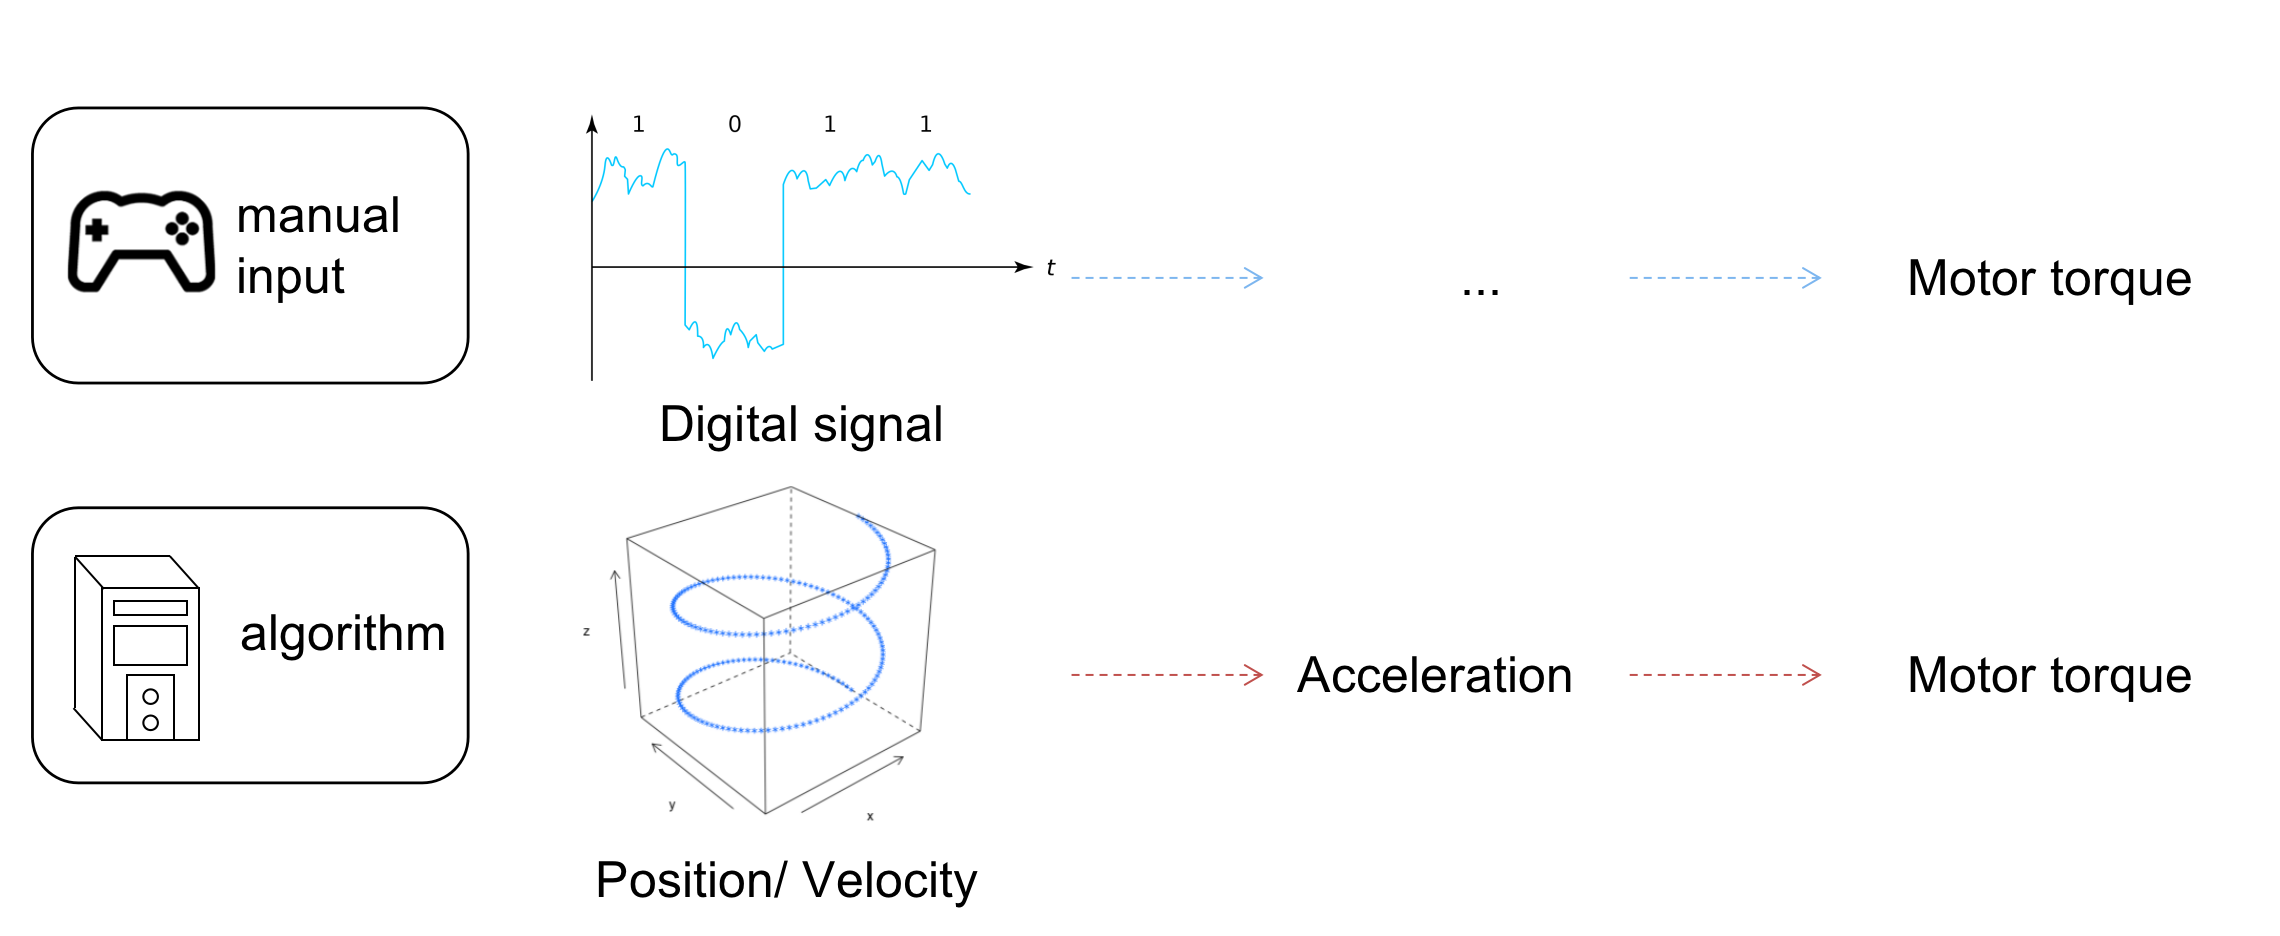 manual
input
1 0 1 1
t
Digital signal
...
Motor torque
algorithm
z
y
x
Position/ Velocity
Acceleration
Motor torque